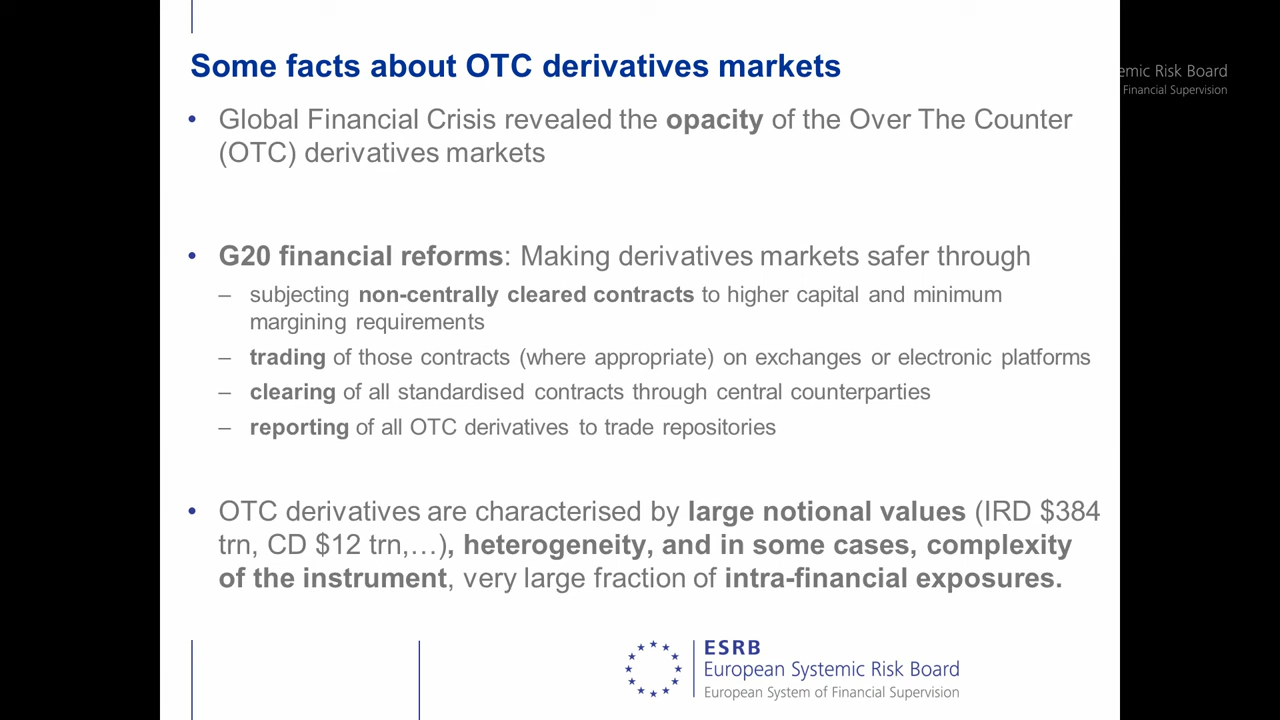 Some facts about OTC derivatives markets
• Global Financial Crisis revealed the opacity of the Over The Counter
(OTC) derivatives markets
• G20 financial reforms: Making derivatives markets safer through
– subjecting non-centrally cleared contracts to higher capital and minimum
margining requirements
– trading of those contracts (where appropriate) on exchanges or electronic platforms
– clearing of all standardised contracts through central counterparties
– reporting of all OTC derivatives to trade repositories
• OTC derivatives are characterised by large notional values (IRD $384
trn, CD $12 trn,…), heterogeneity, and in some cases, complexity
of the instrument, very large fraction of intra-financial exposures.
ESRB
European Systemic Risk Board
European System of Financial Supervision
emic Risk Board
Financial Supervision